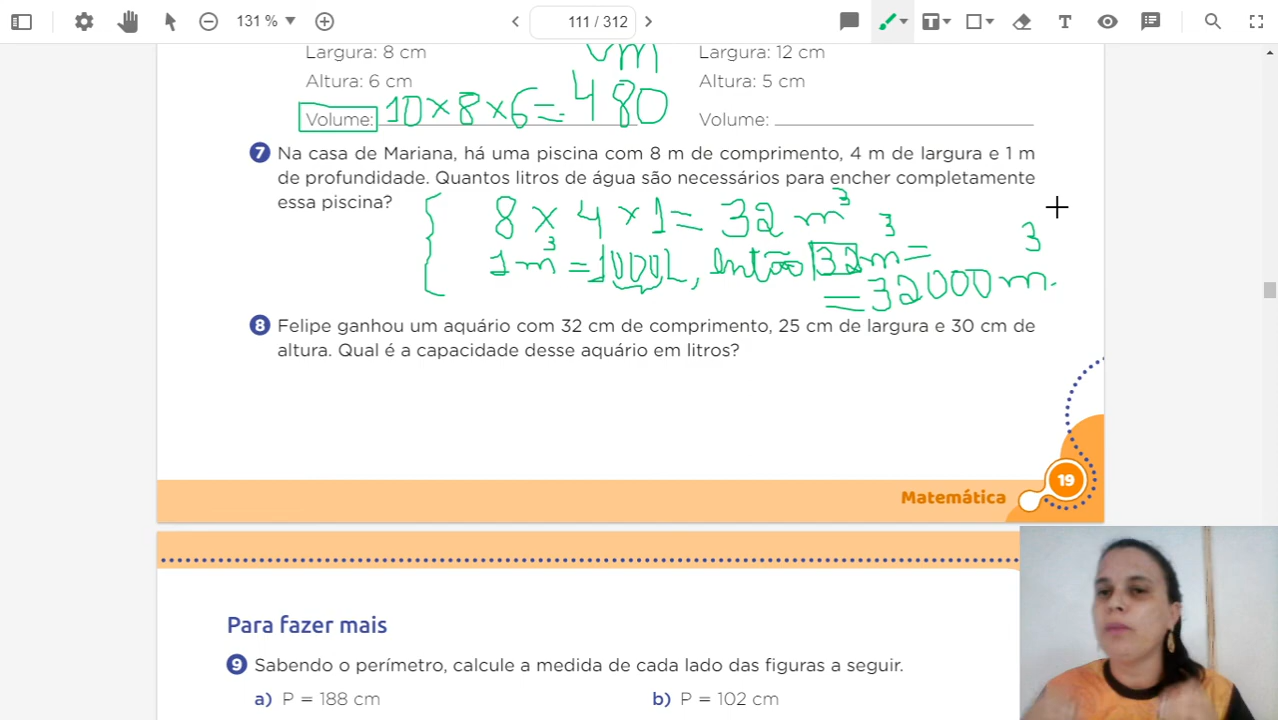 131 %
111 / 312
Largura: 8 cm
Largura: 12 cm
Altura: 6 cm
Altura: 5 cm
Volume: 10 × 8 × 6 = 480
Volume:
7 Na casa de Mariana, há uma piscina com 8 m de comprimento, 4 m de largura e 1 m
de profundidade. Quantos litros de água são necessários para encher completamente
essa piscina?
8 × 4 × 1 = 32 m³
1 m³ = 1000L, então 32 m³ =
= 32000 m³.
8 Felipe ganhou um aquário com 32 cm de comprimento, 25 cm de largura e 30 cm de
altura. Qual é a capacidade desse aquário em litros?
Matemática 19
Para fazer mais
9 Sabendo o perímetro, calcule a medida de cada lado das figuras a seguir.
a) P = 188 cm
b) P = 102 cm